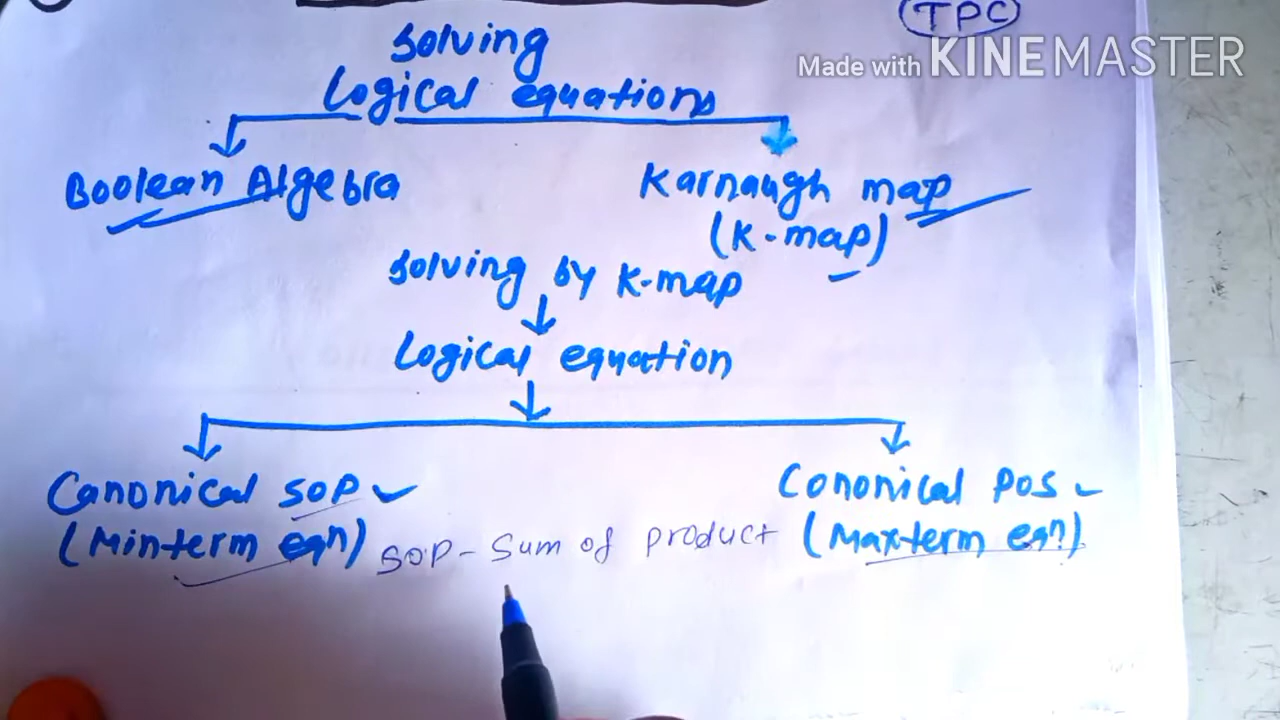 TPC
Made with KINEMASTER
Solving
Logical equations
Boolean Algebra
Karnaugh map
(K-map)
Solving by K-map
Logical equation
Canonical SOP
(Minterm eqn)
SOP - Sum of product
Cononical POS
(Maxterm eqn)